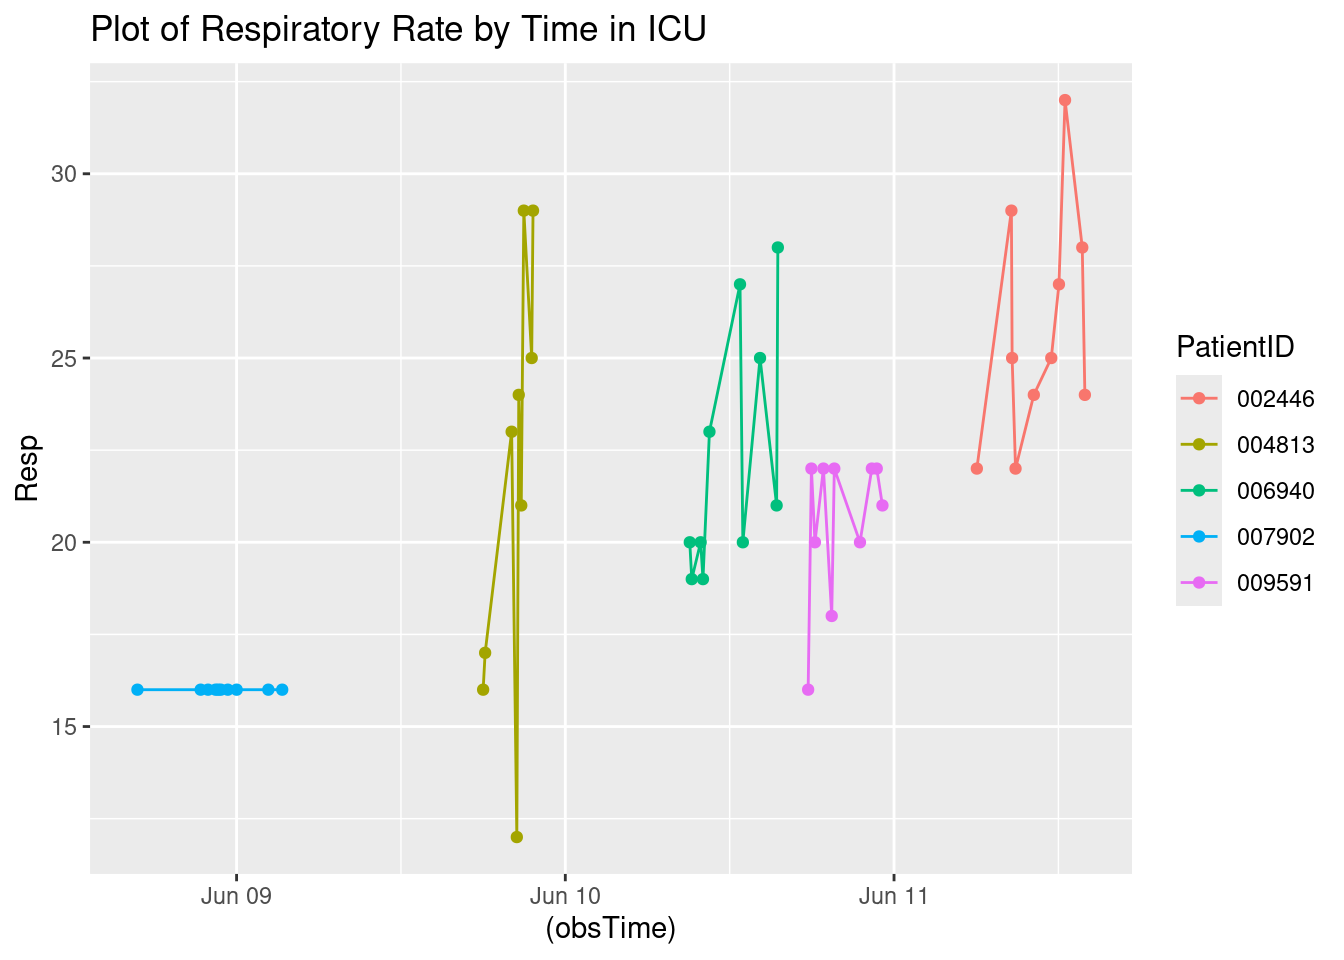 Plot of Respiratory Rate by Time in ICU
Resp
30
25
20
15
Jun 09
Jun 10
Jun 11
(obsTime)
PatientID
002446
004813
006940
007902
009591